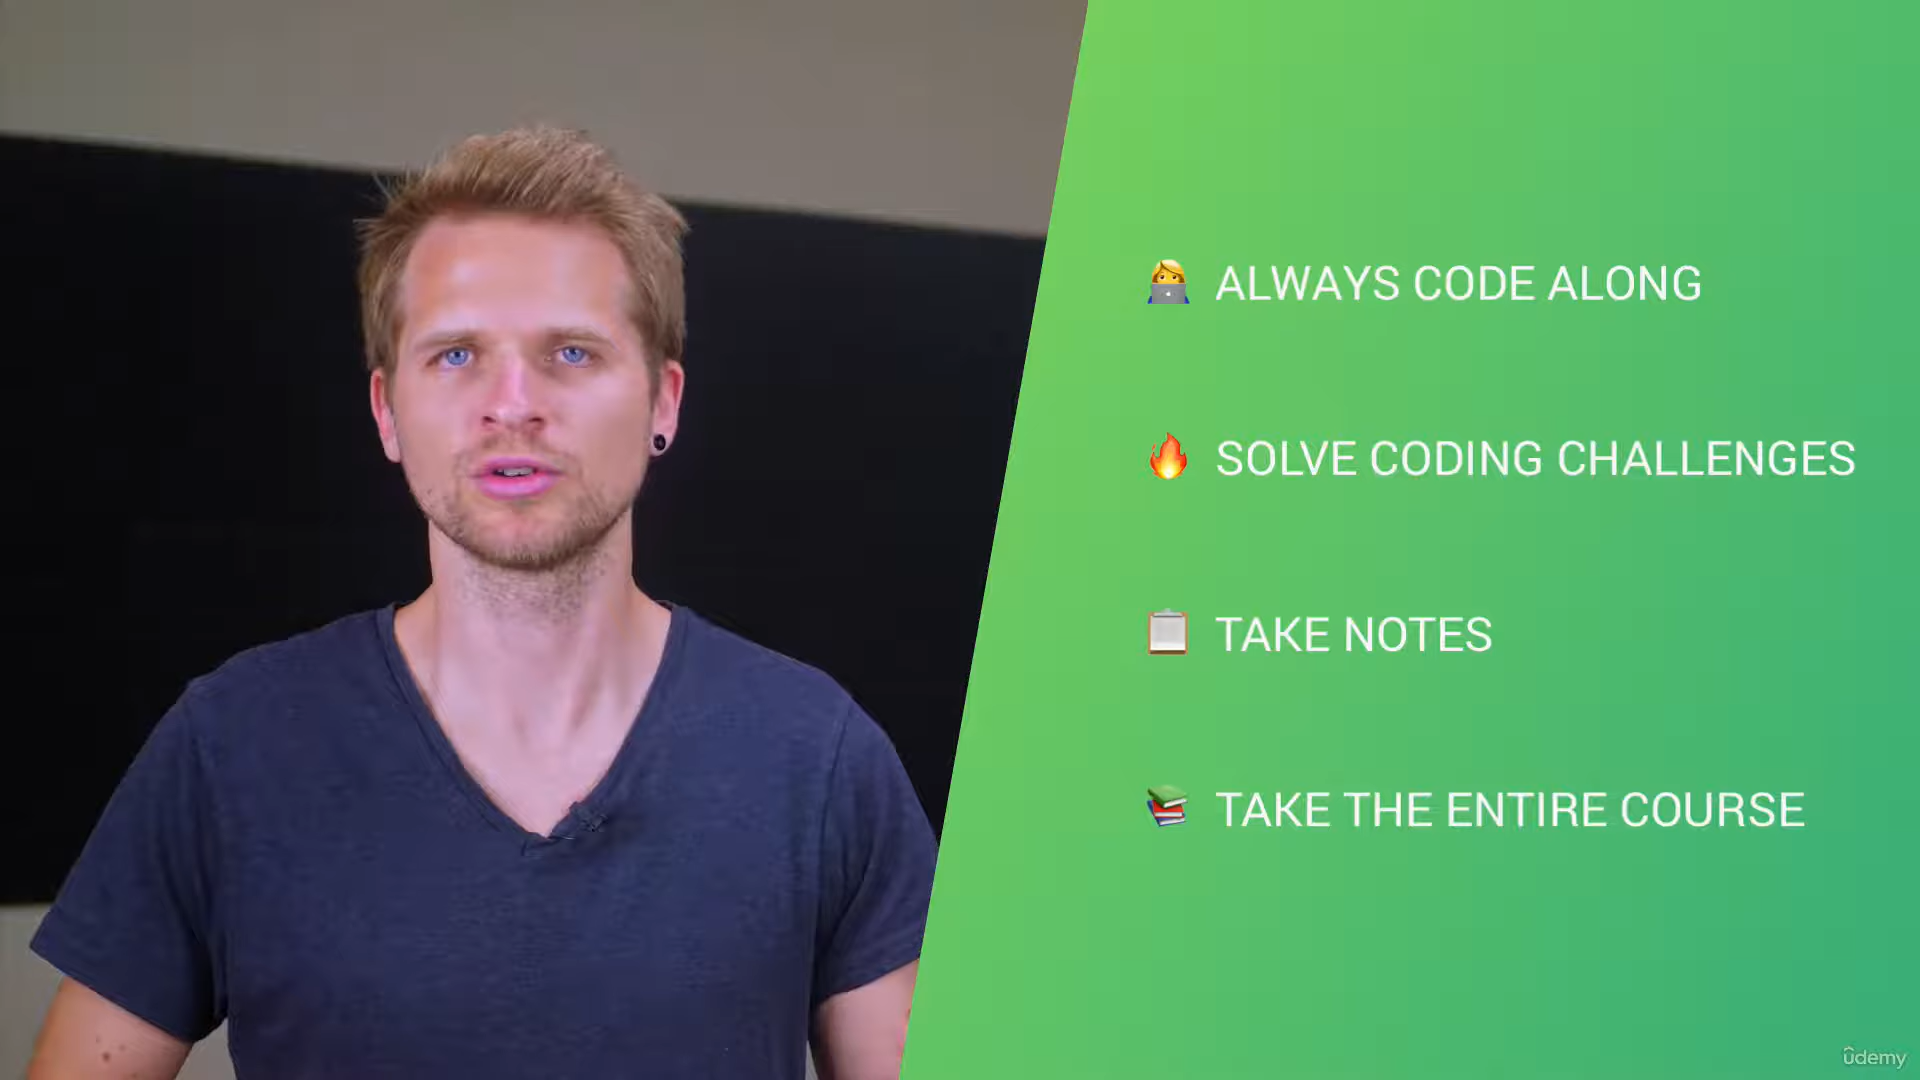 ALWAYS CODE ALONG
SOLVE CODING CHALLENGES
TAKE NOTES
TAKE THE ENTIRE COURSE
ûdemy